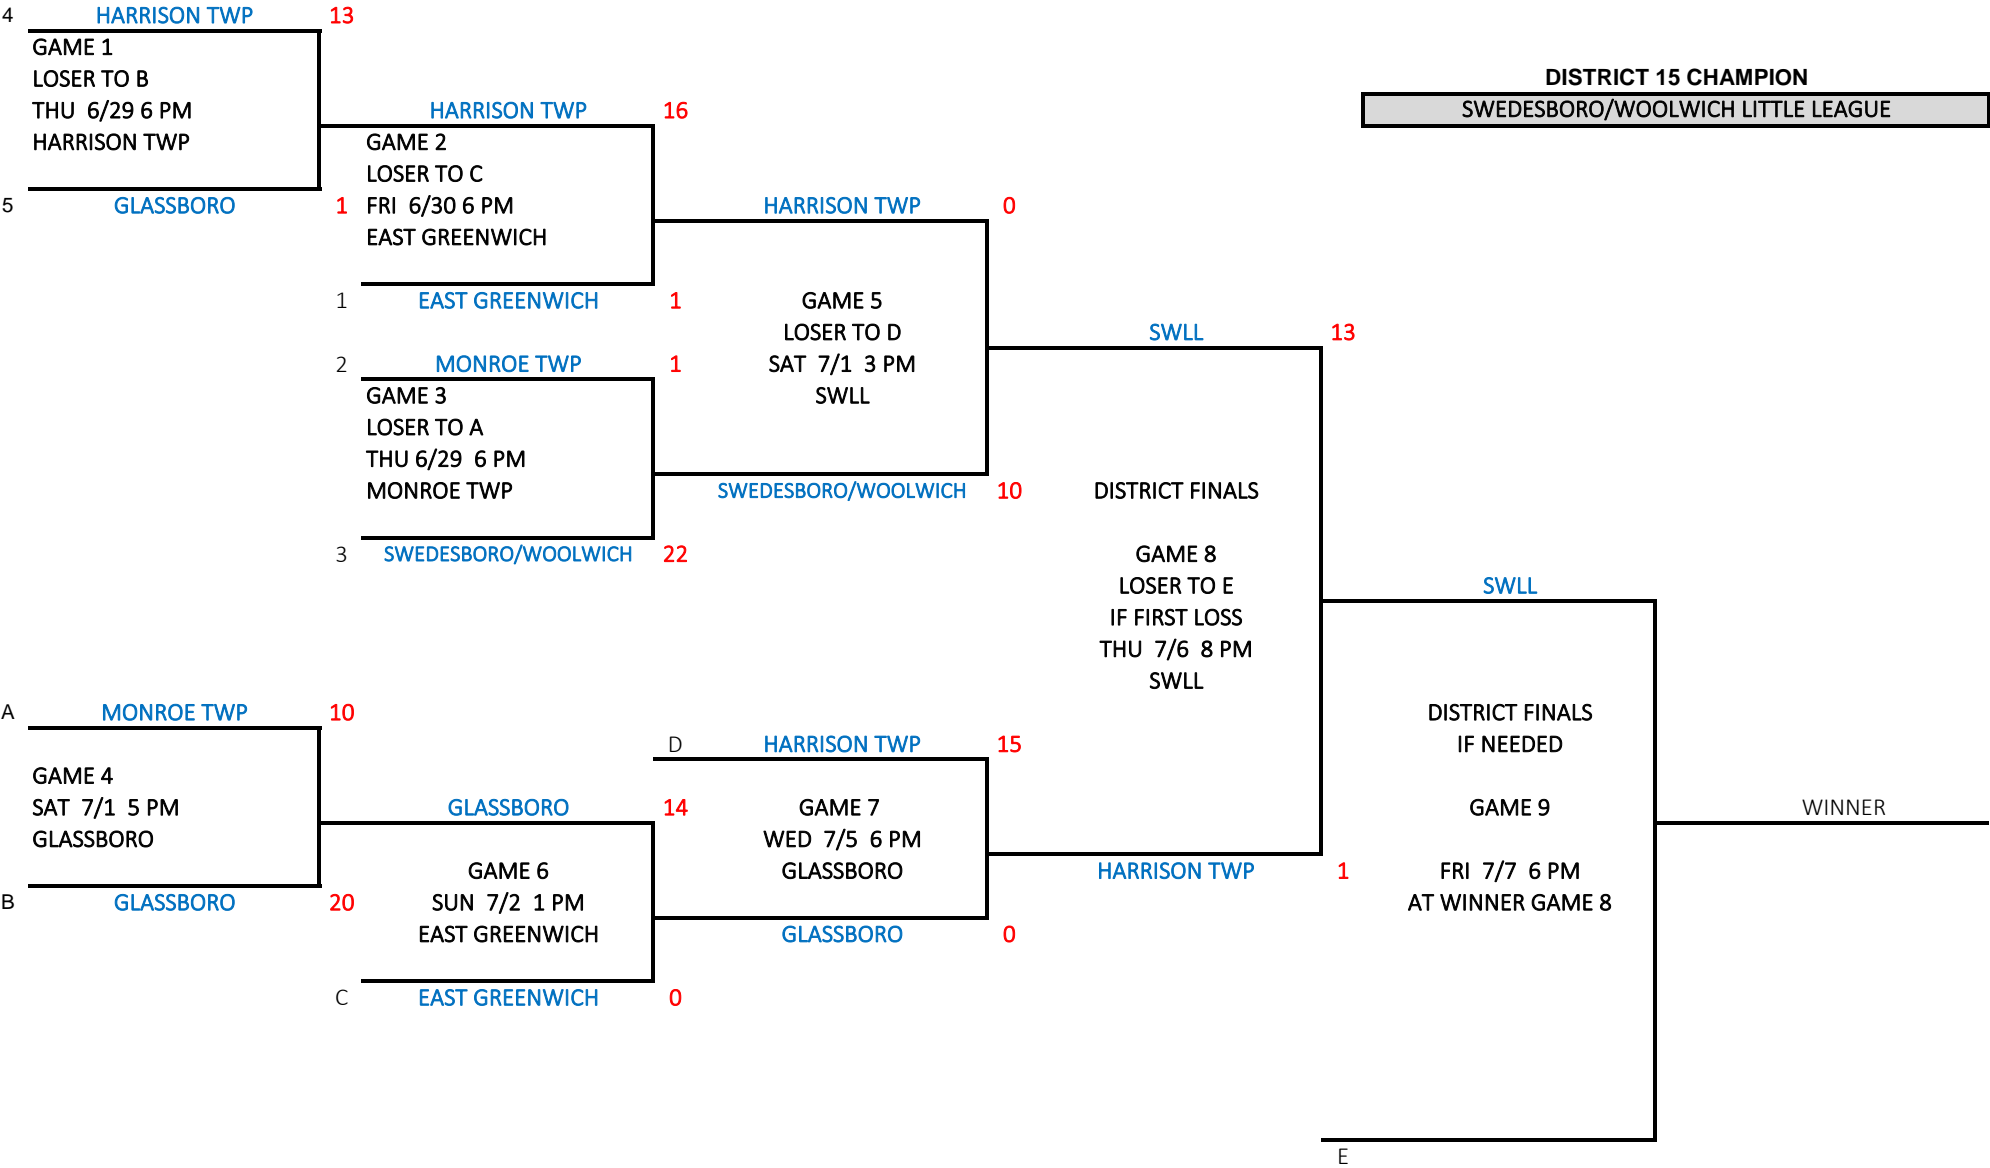 4 HARRISON TWP 13
GAME 1
LOSER TO B
THU 6/29 6 PM
HARRISON TWP
5 GLASSBORO 1
HARRISON TWP 16
GAME 2
LOSER TO C
FRI 6/30 6 PM
EAST GREENWICH
1 EAST GREENWICH 1
2 MONROE TWP 1
GAME 3
LOSER TO A
THU 6/29 6 PM
MONROE TWP
3 SWEDESBORO/WOOLWICH 22
HARRISON TWP 0
GAME 5
LOSER TO D
SAT 7/1 3 PM
SWLL
SWEDESBORO/WOOLWICH 10
DISTRICT 15 CHAMPION
SWEDESBORO/WOOLWICH LITTLE LEAGUE
SWLL 13
DISTRICT FINALS
GAME 8
LOSER TO E
IF FIRST LOSS
THU 7/6 8 PM
SWLL
HARRISON TWP 1
A MONROE TWP 10
GAME 4
SAT 7/1 5 PM
GLASSBORO
B GLASSBORO 20
GLASSBORO 14
GAME 6
SUN 7/2 1 PM
EAST GREENWICH
C EAST GREENWICH 0
D HARRISON TWP 15
GAME 7
WED 7/5 6 PM
GLASSBORO
GLASSBORO 0
SWLL
DISTRICT FINALS
IF NEEDED
GAME 9
FRI 7/7 6 PM
AT WINNER GAME 8
E
WINNER